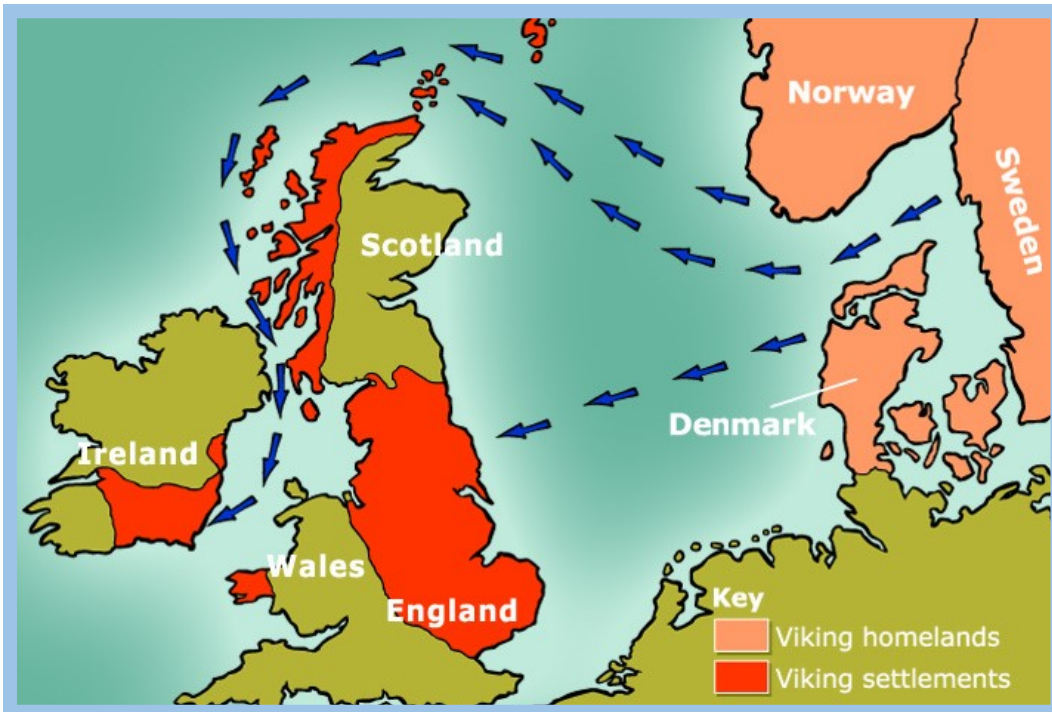 Norway
Sweden
Scotland
Denmark
Ireland
Wales
England
Key
Viking homelands
Viking settlements